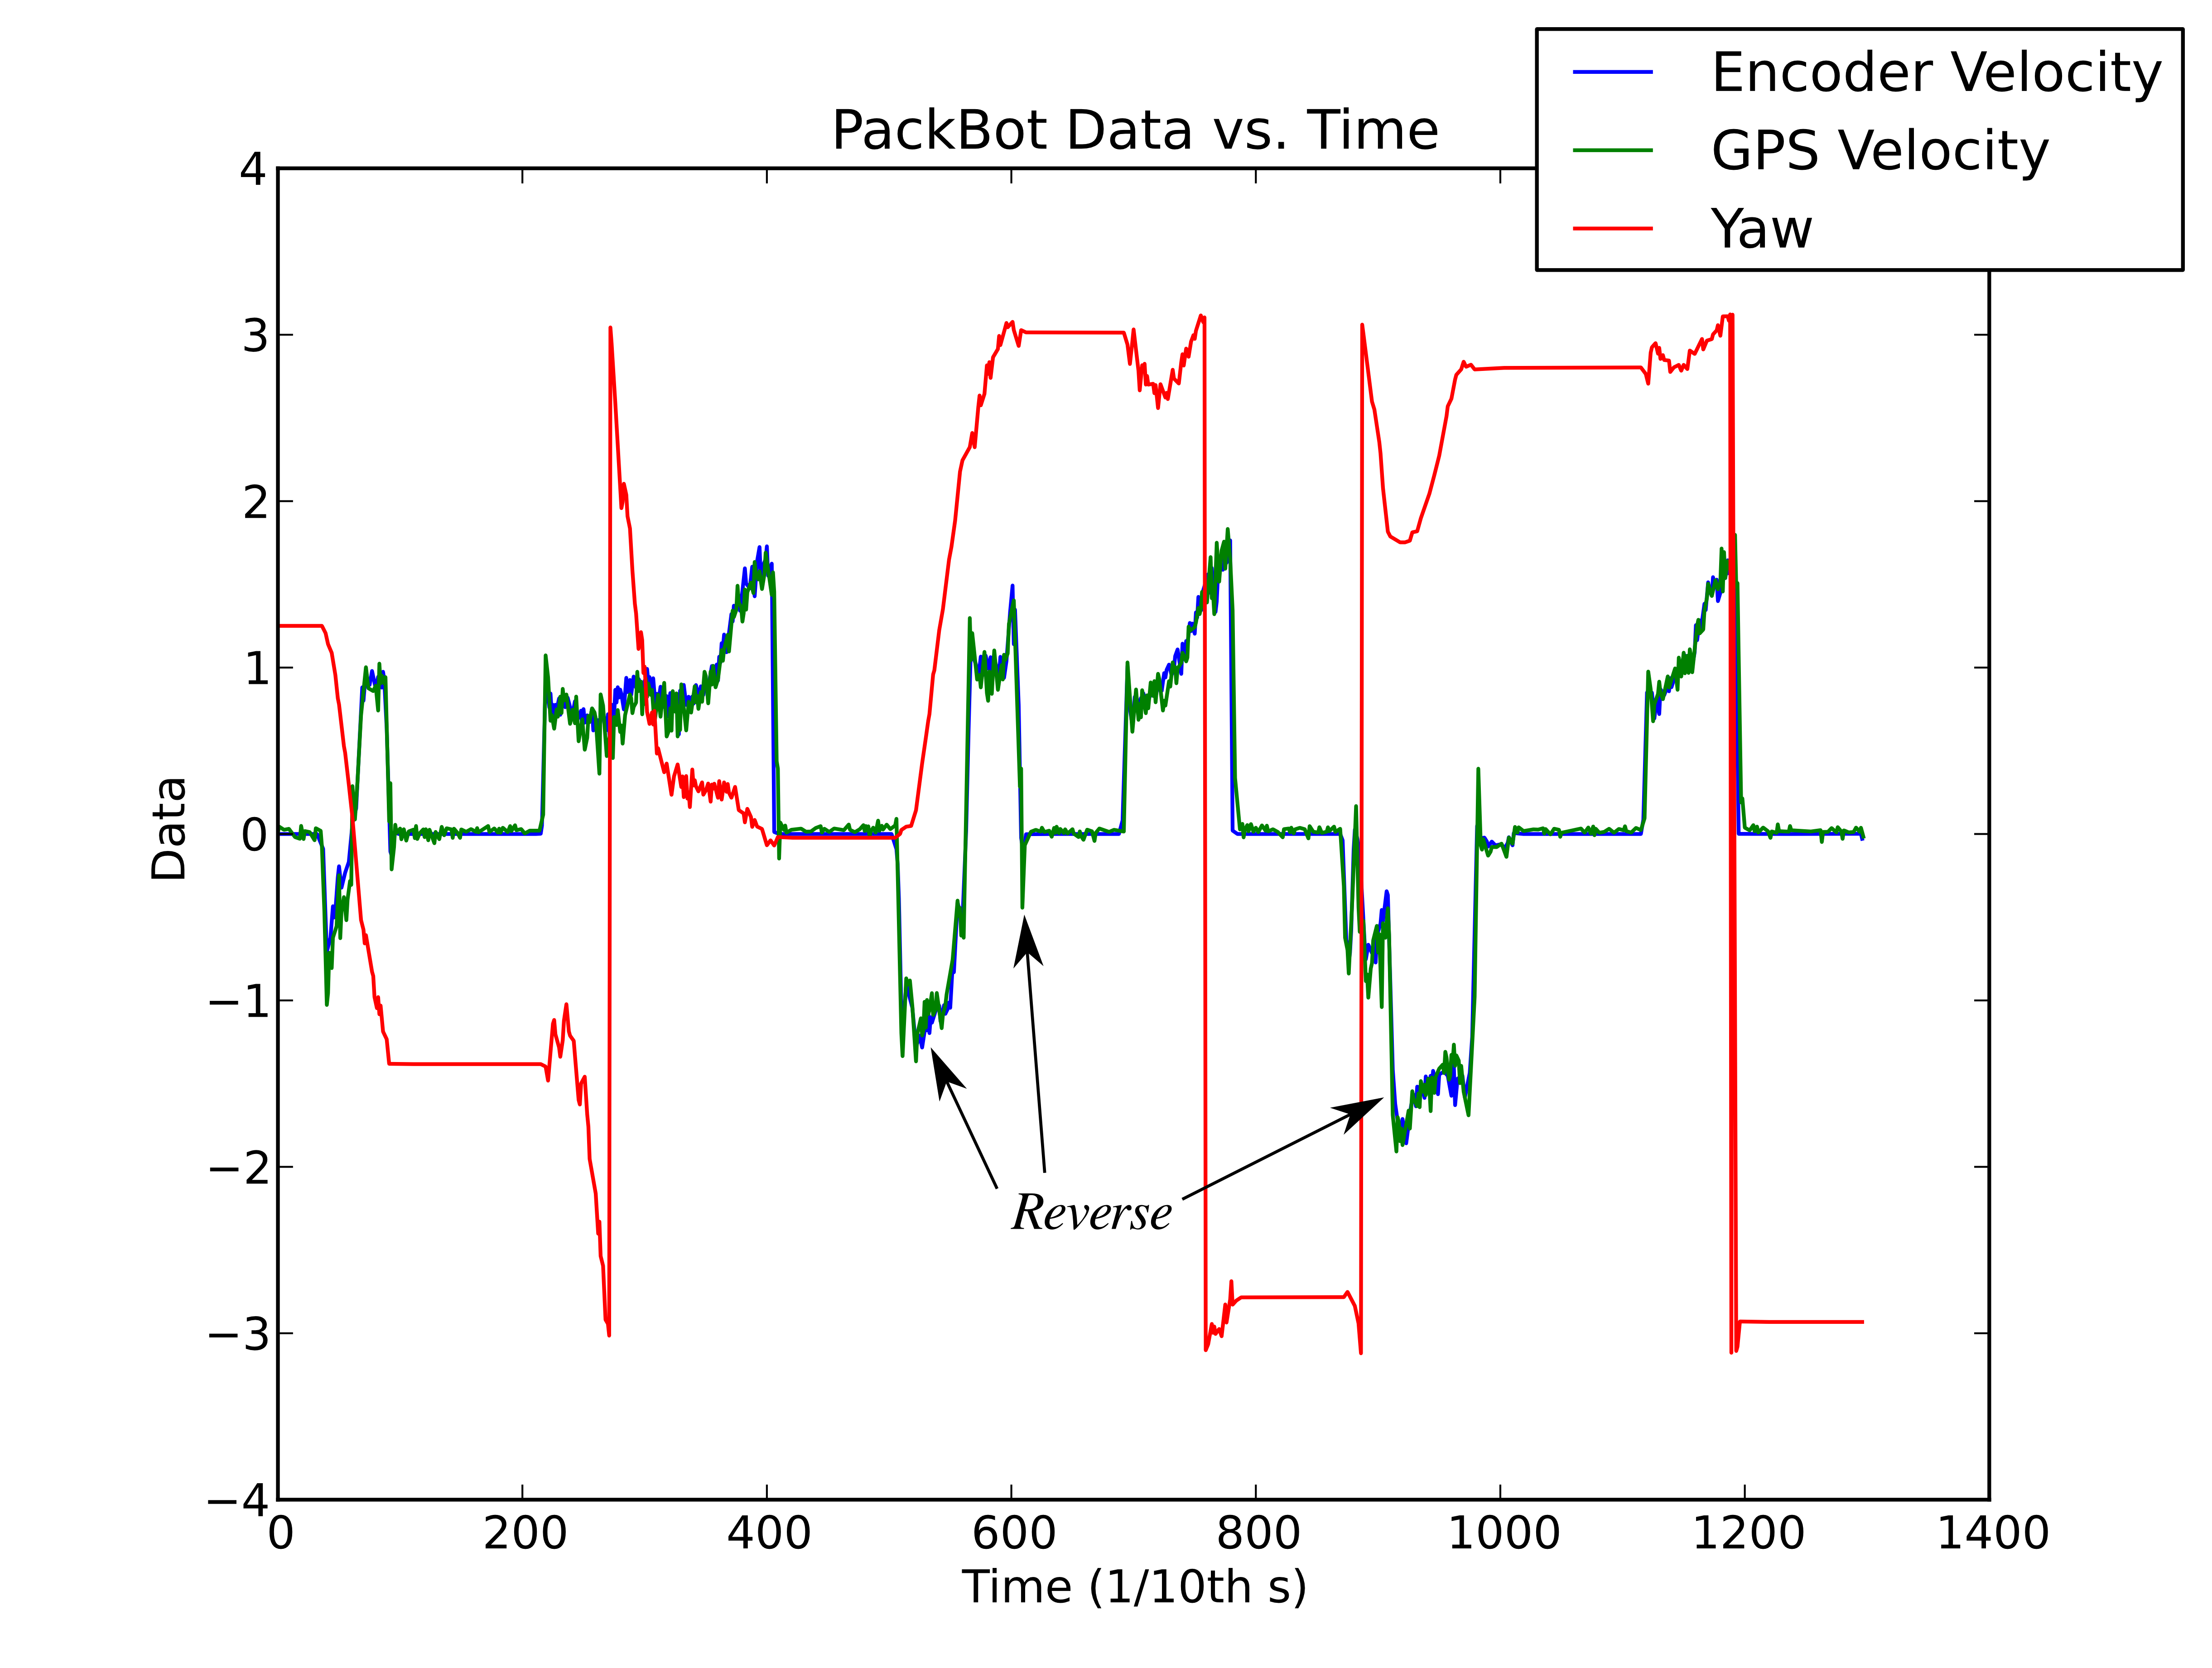 Encoder Velocity
GPS Velocity
Yaw
PackBot Data vs. Time
4
3
2
1
0
−1
−2
−3
−4
Data
Reverse
0 200 400 600 800 1000 1200 1400
Time (1/10th s)